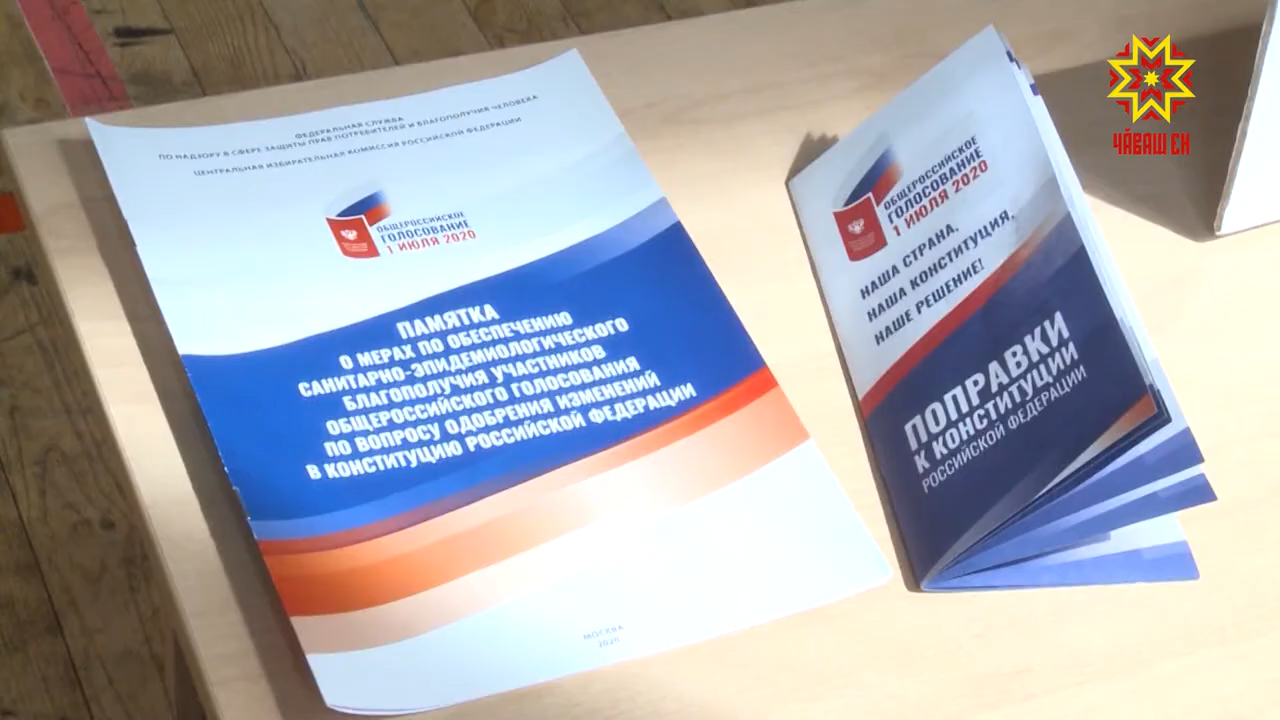 ФЕДЕРАЛЬНАЯ СЛУЖБА
ПО НАДЗОРУ В СФЕРЕ ЗАЩИТЫ ПРАВ ПОТРЕБИТЕЛЕЙ И БЛАГОПОЛУЧИЯ ЧЕЛОВЕКА
ЦЕНТРАЛЬНАЯ ИЗБИРАТЕЛЬНАЯ КОМИССИЯ РОССИЙСКОЙ ФЕДЕРАЦИИ
ОБЩЕРОССИЙСКОЕ
ГОЛОСОВАНИЕ
1 ИЮЛЯ 2020
ПАМЯТКА
О МЕРАХ ПО ОБЕСПЕЧЕНИЮ
САНИТАРНО-ЭПИДЕМИОЛОГИЧЕСКОГО
БЛАГОПОЛУЧИЯ УЧАСТНИКОВ
ОБЩЕРОССИЙСКОГО ГОЛОСОВАНИЯ
ПО ВОПРОСУ ОДОБРЕНИЯ ИЗМЕНЕНИЙ
В КОНСТИТУЦИЮ РОССИЙСКОЙ ФЕДЕРАЦИИ
МОСКВА
2020
ОБЩЕРОССИЙСКОЕ
ГОЛОСОВАНИЕ
1 ИЮЛЯ 2020
НАША СТРАНА,
НАША КОНСТИТУЦИЯ,
НАШЕ РЕШЕНИЕ!
ПОПРАВКИ
К КОНСТИТУЦИИ
РОССИЙСКОЙ ФЕДЕРАЦИИ
ЧӐВАШ ЕН